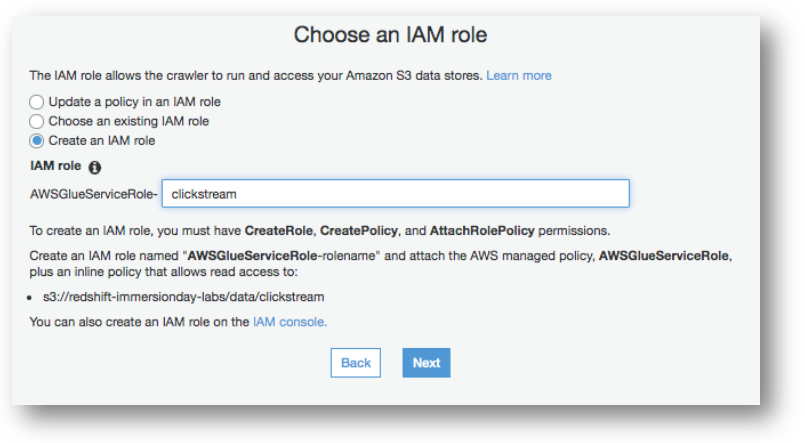 Choose an IAM role
The IAM role allows the crawler to run and access your Amazon S3 data stores. Learn more
Update a policy in an IAM role
Choose an existing IAM role
Create an IAM role
IAM role
AWSGlueServiceRole- clickstream
To create an IAM role, you must have CreateRole, CreatePolicy, and AttachRolePolicy permissions.
Create an IAM role named "AWSGlueServiceRole-rolename" and attach the AWS managed policy, AWSGlueServiceRole,
plus an inline policy that allows read access to:
• s3://redshift-immersionday-labs/data/clickstream
You can also create an IAM role on the IAM console.
Back Next